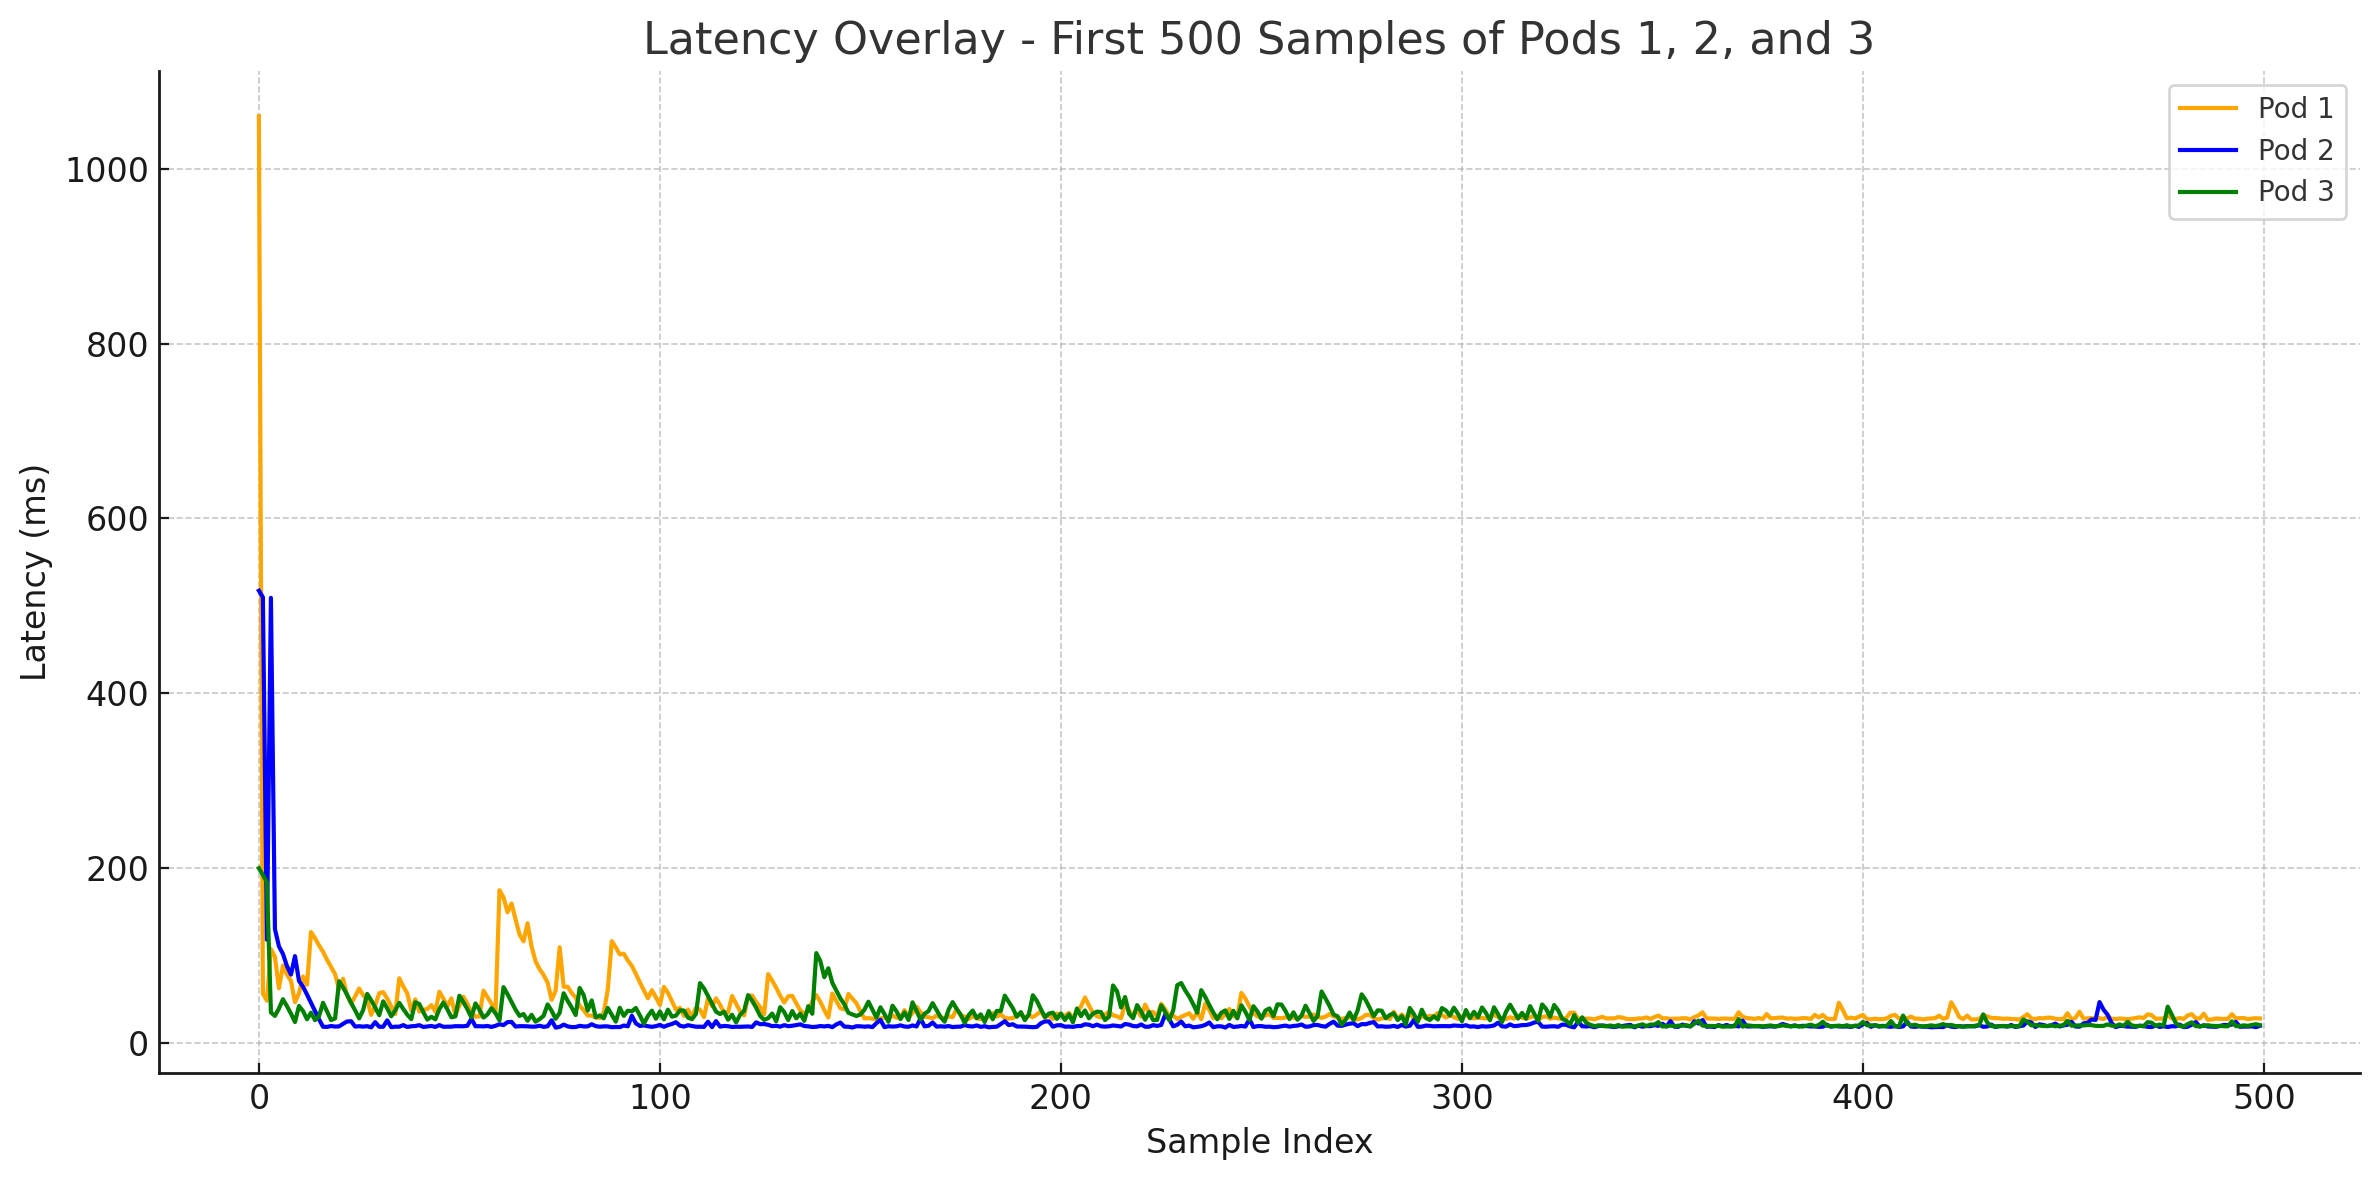 Latency Overlay - First 500 Samples of Pods 1, 2, and 3
Pod 1
Pod 2
Pod 3
Latency (ms)
1000
800
600
400
200
0
0 100 200 300 400 500
Sample Index